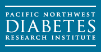 PACIFIC NORTHWEST
DIABETES
RESEARCH INSTITUTE